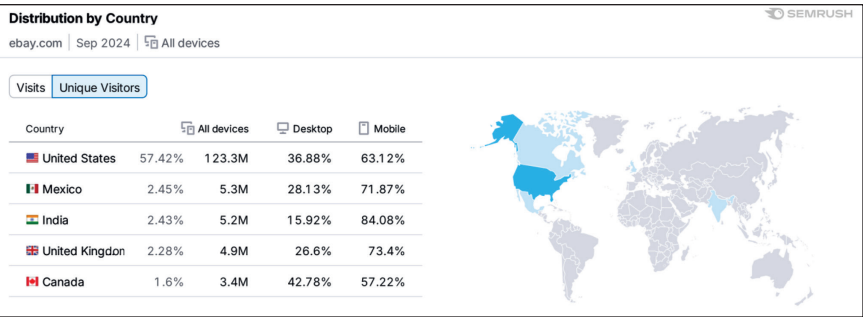 Distribution by Country
SEMRUSH
ebay.com | Sep 2024 | All devices
Visits Unique Visitors
Country All devices Desktop Mobile
United States 57.42% 123.3M 36.88% 63.12%
Mexico 2.45% 5.3M 28.13% 71.87%
India 2.43% 5.2M 15.92% 84.08%
United Kingdon 2.28% 4.9M 26.6% 73.4%
Canada 1.6% 3.4M 42.78% 57.22%